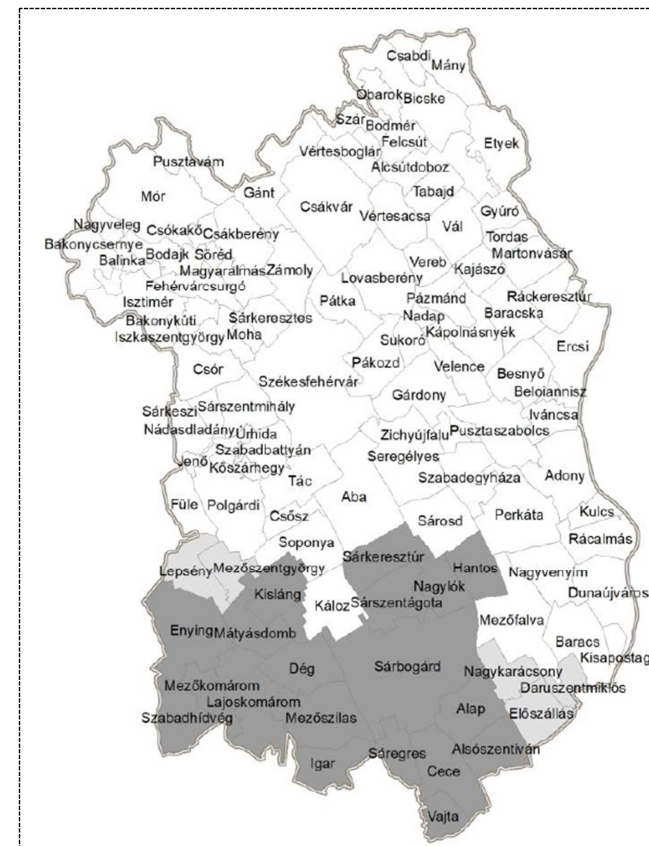 Csabdi
Mány
Óbarok
Bicske
Szár
Bodmér
Felcsút
Etyek
Vértesboglár
Alcsútdoboz
Pusztavám
Gánt
Tabajd
Mór
Csákvár
Vértesacsa
Gyúró
Vál
Nagyveleg
Csókakő
Csákberény
Tordas
Bakonycsernye
Martonvásár
Bodajk
Söréd
Balinka
Vereb
Kajászó
Magyaralmás
Zámoly
Lovasberény
Fehérvárcsurgó
Isztimér
Pátka
Pázmánd
Ráckeresztúr
Nadap
Baracska
Bakonykúti
Sárkeresztes
Kápolnásnyék
Iszkaszentgyörgy
Moha
Sukoró
Ercsi
Pákozd
Velence
Csór
Besnyő
Székesfehérvár
Gárdony
Beloiannisz
Sárkeszi
Sárszentmihály
Iváncsa
Nádasdladány
Úrhida
Zichyújfalu
Pusztaszabolcs
Szabadbattyán
Seregélyes
Jenő
Kőszárhegy
Tác
Szabadegyháza
Adony
Aba
Füle
Polgárdi
Csősz
Sárosd
Perkáta
Kulcs
Soponya
Rácalmás
Sárkeresztúr
Lepsény
Mezőszentgyörgy
Hantos
Nagyvenyim
Kisláng
Nagylók
Dunaújváros
Káloz
Sárszentágota
Mezőfalva
Enying
Mátyásdomb
Baracs
Kisapostag
Dég
Sárbogárd
Nagykarácsony
Mezőkomárom
Daruszentmiklós
Lajoskomárom
Alap
Előszállás
Szabadhídvég
Mezőszilas
Sáregres
Alsószentiván
Igar
Cece
Vajta